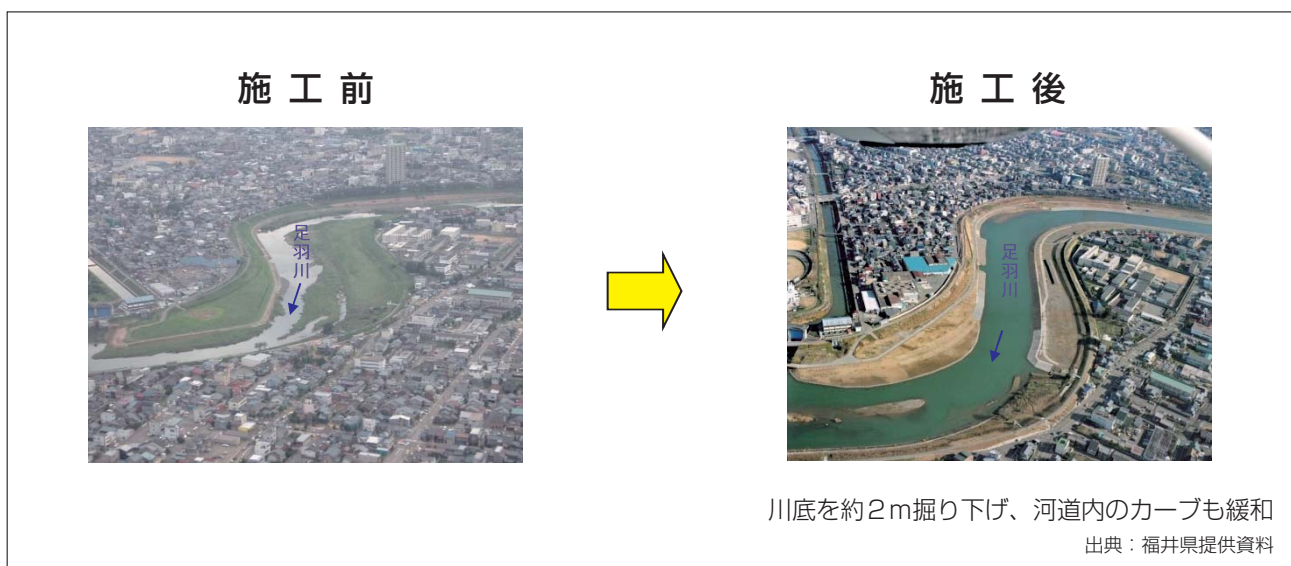 施工前
施工後
足羽川
足羽川
川底を約2m掘り下げ、河道内のカーブも緩和
出典：福井県提供資料